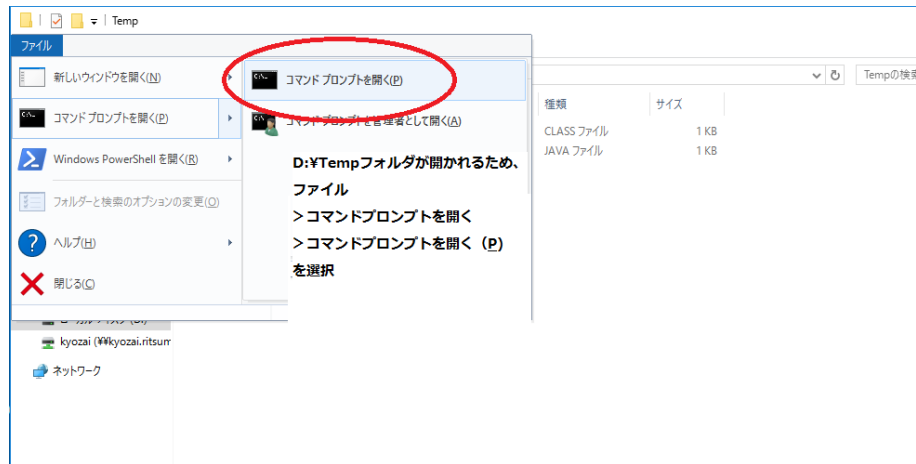 Temp
ファイル
新しいウィンドウを開く(N)
コマンド プロンプトを開く(P)
Windows PowerShell を開く(R)
フォルダーと検索のオプションの変更(O)
ヘルプ(H)
閉じる(C)
コマンド プロンプトを開く(P)
コマンド プロンプトを管理者として開く(A)
D:¥Tempフォルダが開かれるため、
ファイル
>コマンドプロンプトを開く
>コマンドプロンプトを開く（P)
を選択
Tempの検索
種類 サイズ
CLASS ファイル 1 KB
JAVA ファイル 1 KB
kyozai (¥¥kyozai.ritsum
ネットワーク